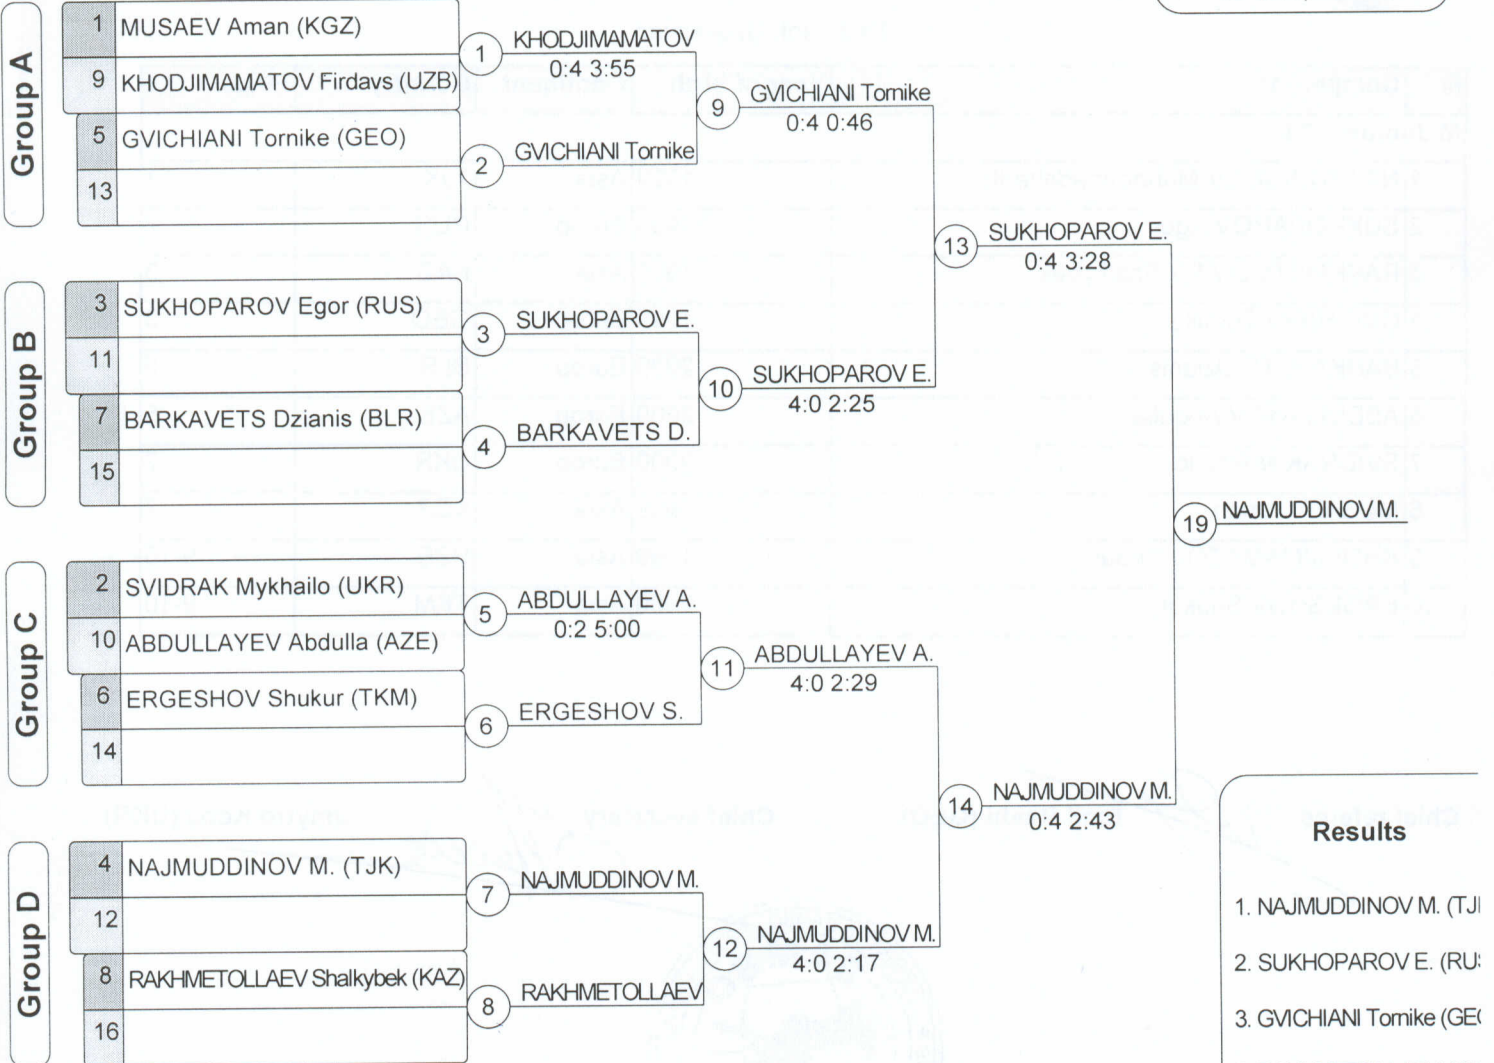 Group A
1 MUSAEV Aman (KGZ)
9 KHODJIMAMATOV Firdavs (UZB)
5 GVICHIANI Tornike (GEO)
13
1 KHODJIMAMATOV
0:4 3:55
2 GVICHIANI Tornike
9 GVICHIANI Tornike
0:4 0:46
Group B
3 SUKHOPAROV Egor (RUS)
11
7 BARKAVETS Dzianis (BLR)
15
3 SUKHOPAROV E.
4 BARKAVETS D.
10 SUKHOPAROV E.
4:0 2:25
13 SUKHOPAROV E.
0:4 3:28
Group C
2 SVIDRAK Mykhailo (UKR)
10 ABDULLAYEV Abdulla (AZE)
6 ERGESHOV Shukur (TKM)
14
5 ABDULLAYEV A.
0:2 5:00
6 ERGESHOV S.
11 ABDULLAYEV A.
4:0 2:29
Group D
4 NAJMUDDINOV M. (TJK)
12
8 RAKHMETOLLAEV Shalkybek (KAZ)
16
7 NAJMUDDINOV M.
8 RAKHMETOLLAEV
12 NAJMUDDINOV M.
4:0 2:17
14 NAJMUDDINOV M.
0:4 2:43
19 NAJMUDDINOV M.
Results
1. NAJMUDDINOV M. (TJ
2. SUKHOPAROV E. (RUS
3. GVICHIANI Tornike (GEO